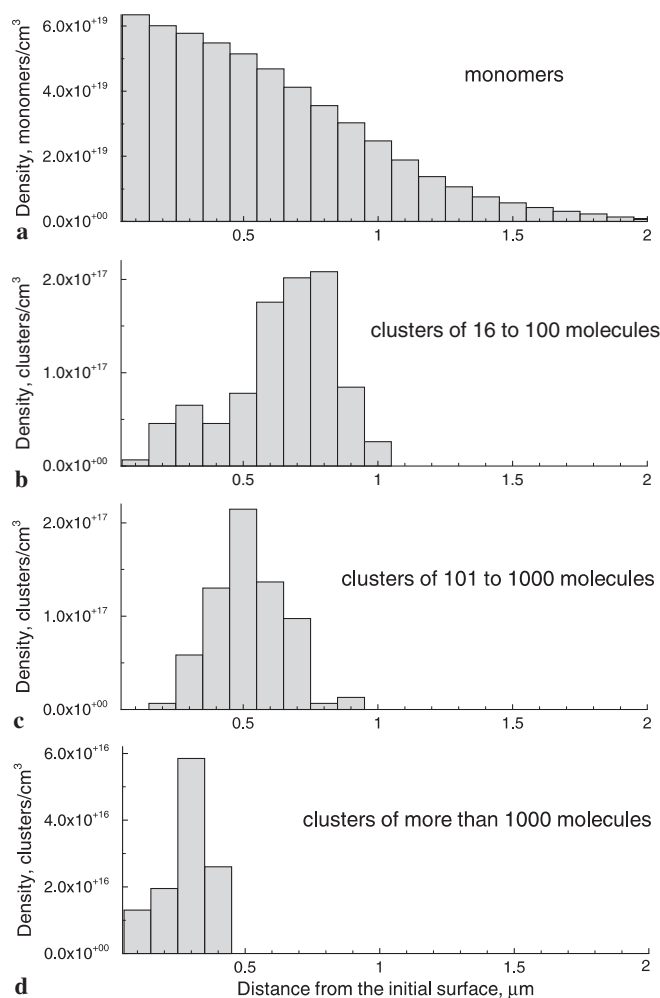 6.0x10⁺¹⁹
4.0x10⁺¹⁹
2.0x10⁺¹⁹
0.0x10⁺⁰⁰
Density, monomers/cm³
monomers
0.5
1
1.5
2
a
2.0x10⁺¹⁷
1.0x10⁺¹⁷
0.0x10⁺⁰⁰
Density, clusters/cm³
clusters of 16 to 100 molecules
0.5
1
1.5
2
b
2.0x10⁺¹⁷
1.0x10⁺¹⁷
0.0x10⁺⁰⁰
Density, clusters/cm³
clusters of 101 to 1000 molecules
0.5
1
1.5
2
c
6.0x10⁺¹⁶
4.0x10⁺¹⁶
2.0x10⁺¹⁶
0.0x10⁺⁰⁰
Density, clusters/cm³
clusters of more than 1000 molecules
0.5
1
1.5
2
d
Distance from the initial surface, μm